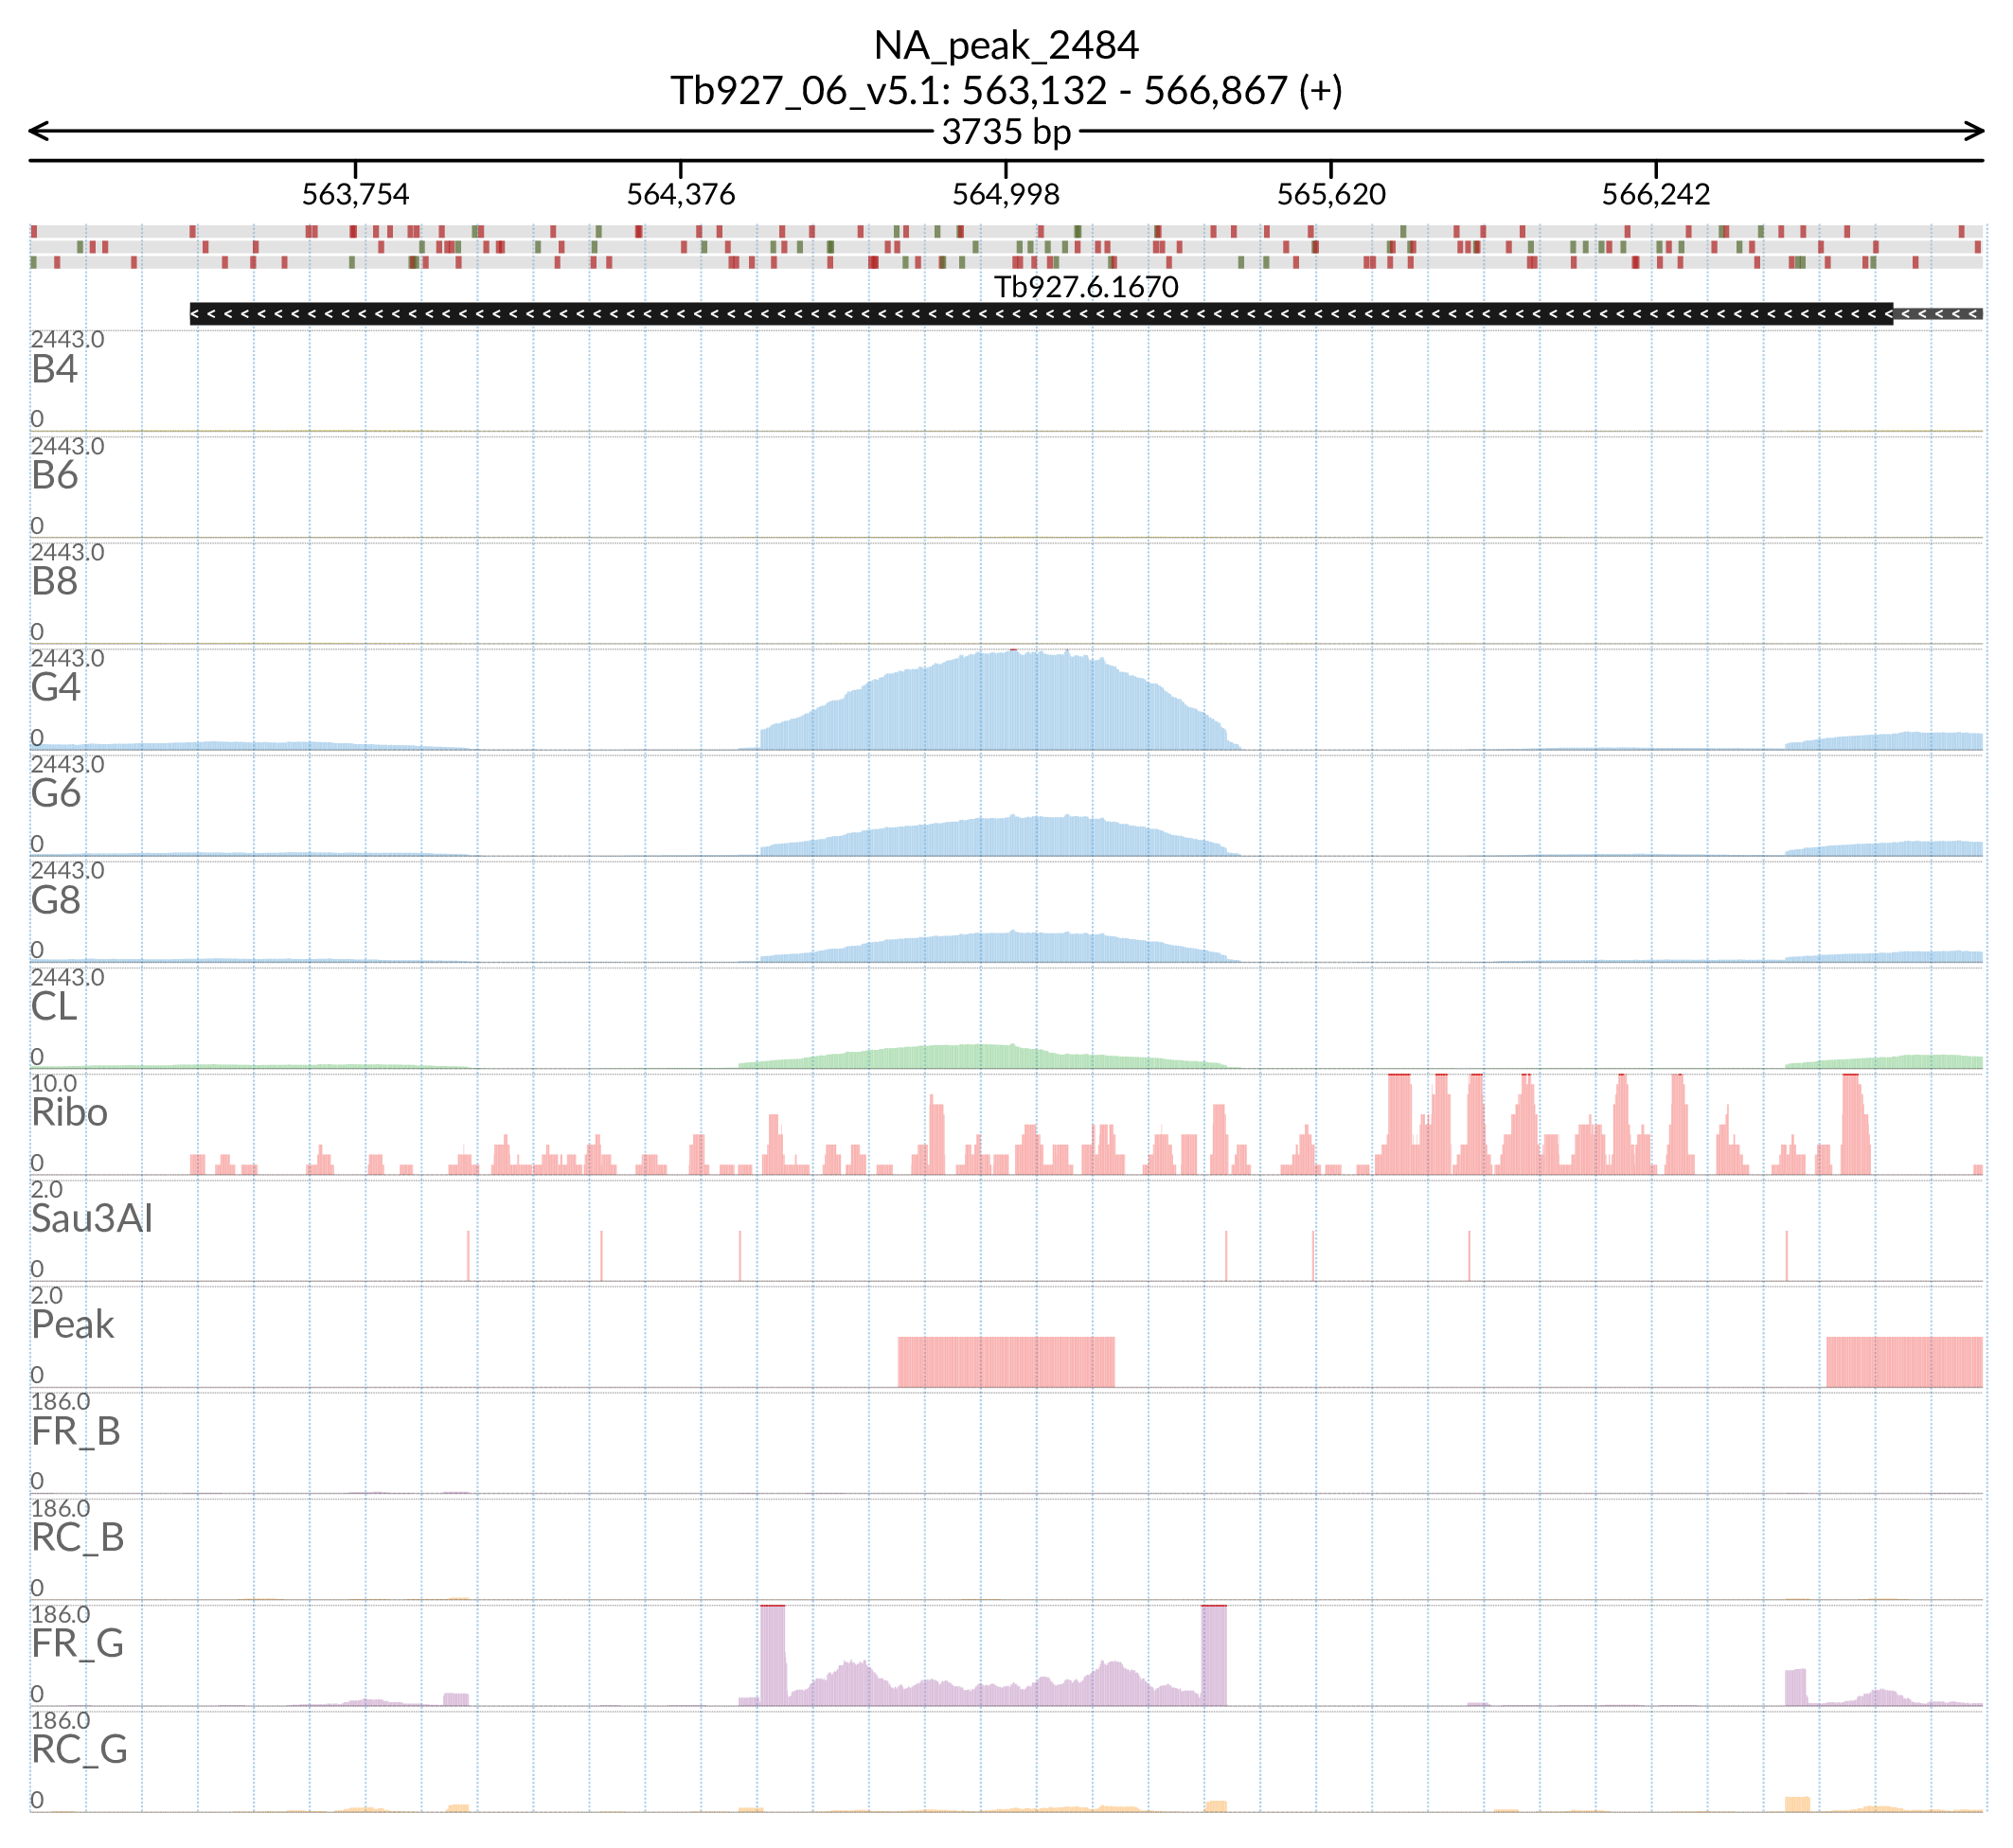 NA_peak_2484
Tb927_06_v5.1: 563,132 - 566,867 (+)
3735 bp
563,754 564,376 564,998 565,620 566,242
Tb927.6.1670
2443.0
B4
0
2443.0
B6
0
2443.0
B8
0
2443.0
G4
0
2443.0
G6
0
2443.0
G8
0
2443.0
CL
0
10.0
Ribo
0
2.0
Sau3AI
0
2.0
Peak
0
186.0
FR_B
0
186.0
RC_B
0
186.0
FR_G
0
186.0
RC_G
0